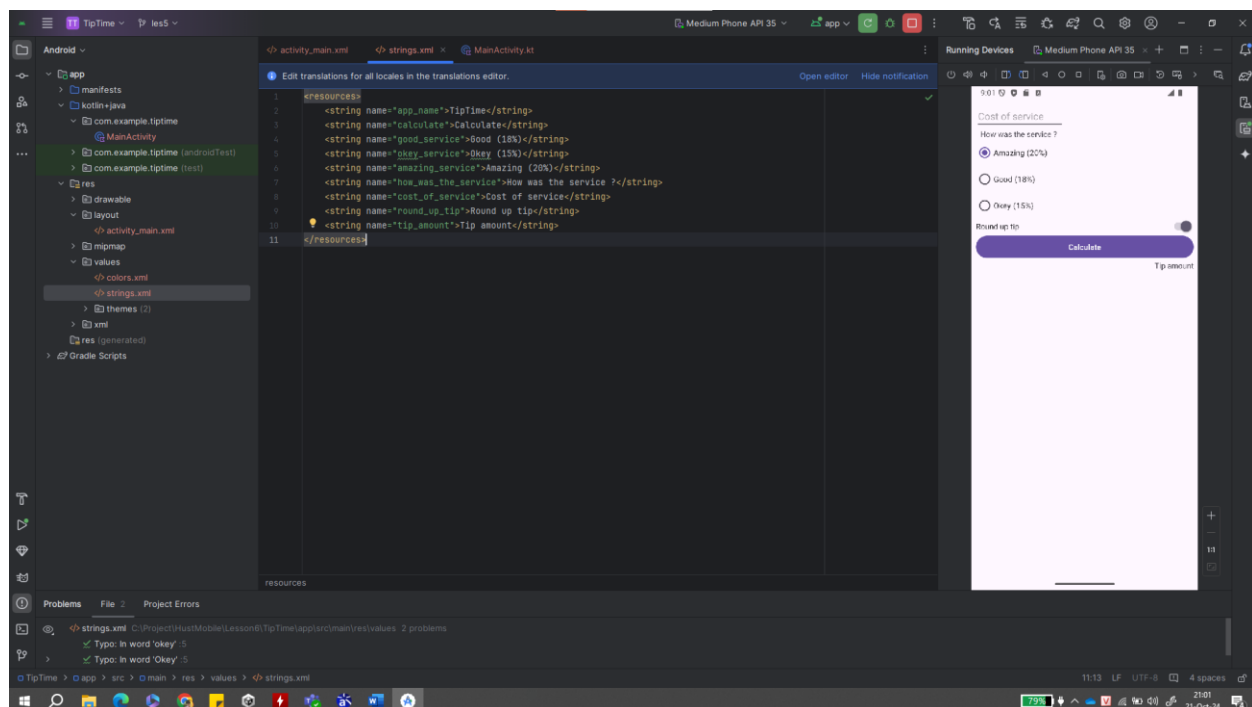 TT TipTime les5 Medium Phone API 35 app
Android
app
manifests
kotlin+java
com.example.tiptime
MainActivity
com.example.tiptime (androidTest)
com.example.tiptime (test)
res
drawable
layout
activity_main.xml
mipmap
values
colors.xml
strings.xml
themes (2)
xml
res (generated)
Gradle Scripts
activity_main.xml strings.xml MainActivity.kt
Edit translations for all locales in the translations editor. Open editor Hide notification
1 <resources>
2 <string name="app_name">TipTime</string>
3 <string name="calculate">Calculate</string>
4 <string name="good_service">Good (18%)</string>
5 <string name="okey_service">Okey (15%)</string>
6 <string name="amazing_service">Amazing (20%)</string>
7 <string name="how_was_the_service">How was the service ?</string>
8 <string name="cost_of_service">Cost of service</string>
9 <string name="round_up_tip">Round up tip</string>
10 <string name="tip_amount">Tip amount</string>
11 </resources>
resources
Running Devices Medium Phone API 35
9:01
Cost of service
How was the service ?
Amazing (20%)
Good (18%)
Okey (15%)
Round up tip
Calculate
Tip amount
1:1
Problems File 2 Project Errors
strings.xml C:\Project\HustMobile\Lesson6\TipTime\app\src\main\res\values 2 problems
Typo: In word 'okey' :5
Typo: In word 'Okey' :5
TipTime > app > src > main > res > values > strings.xml 11:13 LF UTF-8 4 spaces
79% 21:01
21-Oct-24